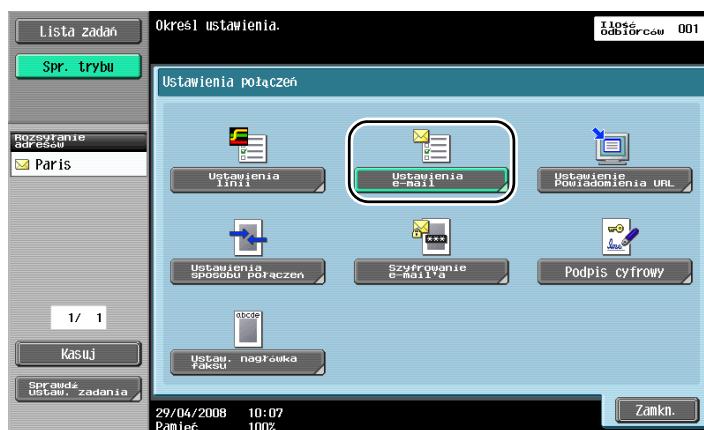 Lista zadań
Określ ustawienia.
Ilość
odbiorców 001
Spr. trybu
Ustawienia połączeń
Rozsyłanie
adresów
Paris
Ustawienia
linii
Ustawienia
e-mail
Ustawienie
Powiadomienia URL
Ustawienia
sposobu połączeń
Szyfrowanie
e-mail'a
Podpis cyfrowy
abcde
Ustaw. nagłówka
faksu
1/ 1
Kasuj
Sprawdź
ustaw. zadania
29/04/2008 10:07
Pamięć 100%
Zamkn.